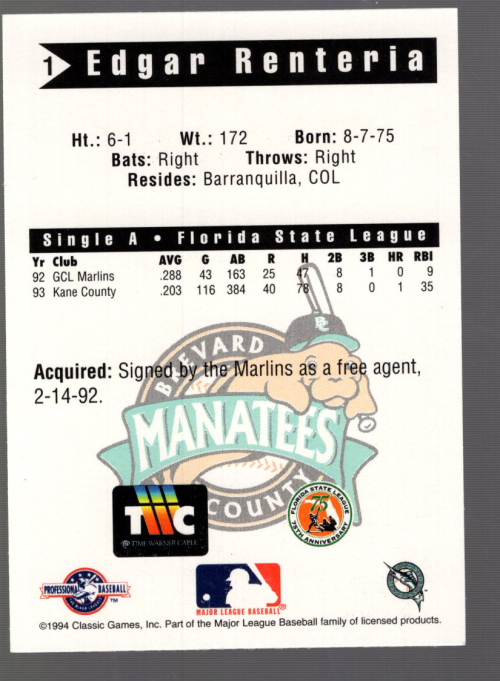 1 Edgar Renteria
Ht.: 6-1 Wt.: 172 Born: 8-7-75
Bats: Right Throws: Right
Resides: Barranquilla, COL
Single A • Florida State League
Yr Club AVG G AB R H 2B 3B HR RBI
92 GCL Marlins .288 43 163 25 47 8 1 0 9
93 Kane County .203 116 384 40 78 8 0 1 35
BC
BREVARD
Acquired: Signed by the Marlins as a free agent,
2-14-92.
MANATEES
COUNTY
TWC
TIME WARNER CABLE
FLORIDA STATE LEAGUE
75
75TH ANNIVERSARY
PROFESSIONAL BASEBALL
TM
MAJOR LEAGUE BASEBALL®
©1994 Classic Games, Inc. Part of the Major League Baseball family of licensed products.